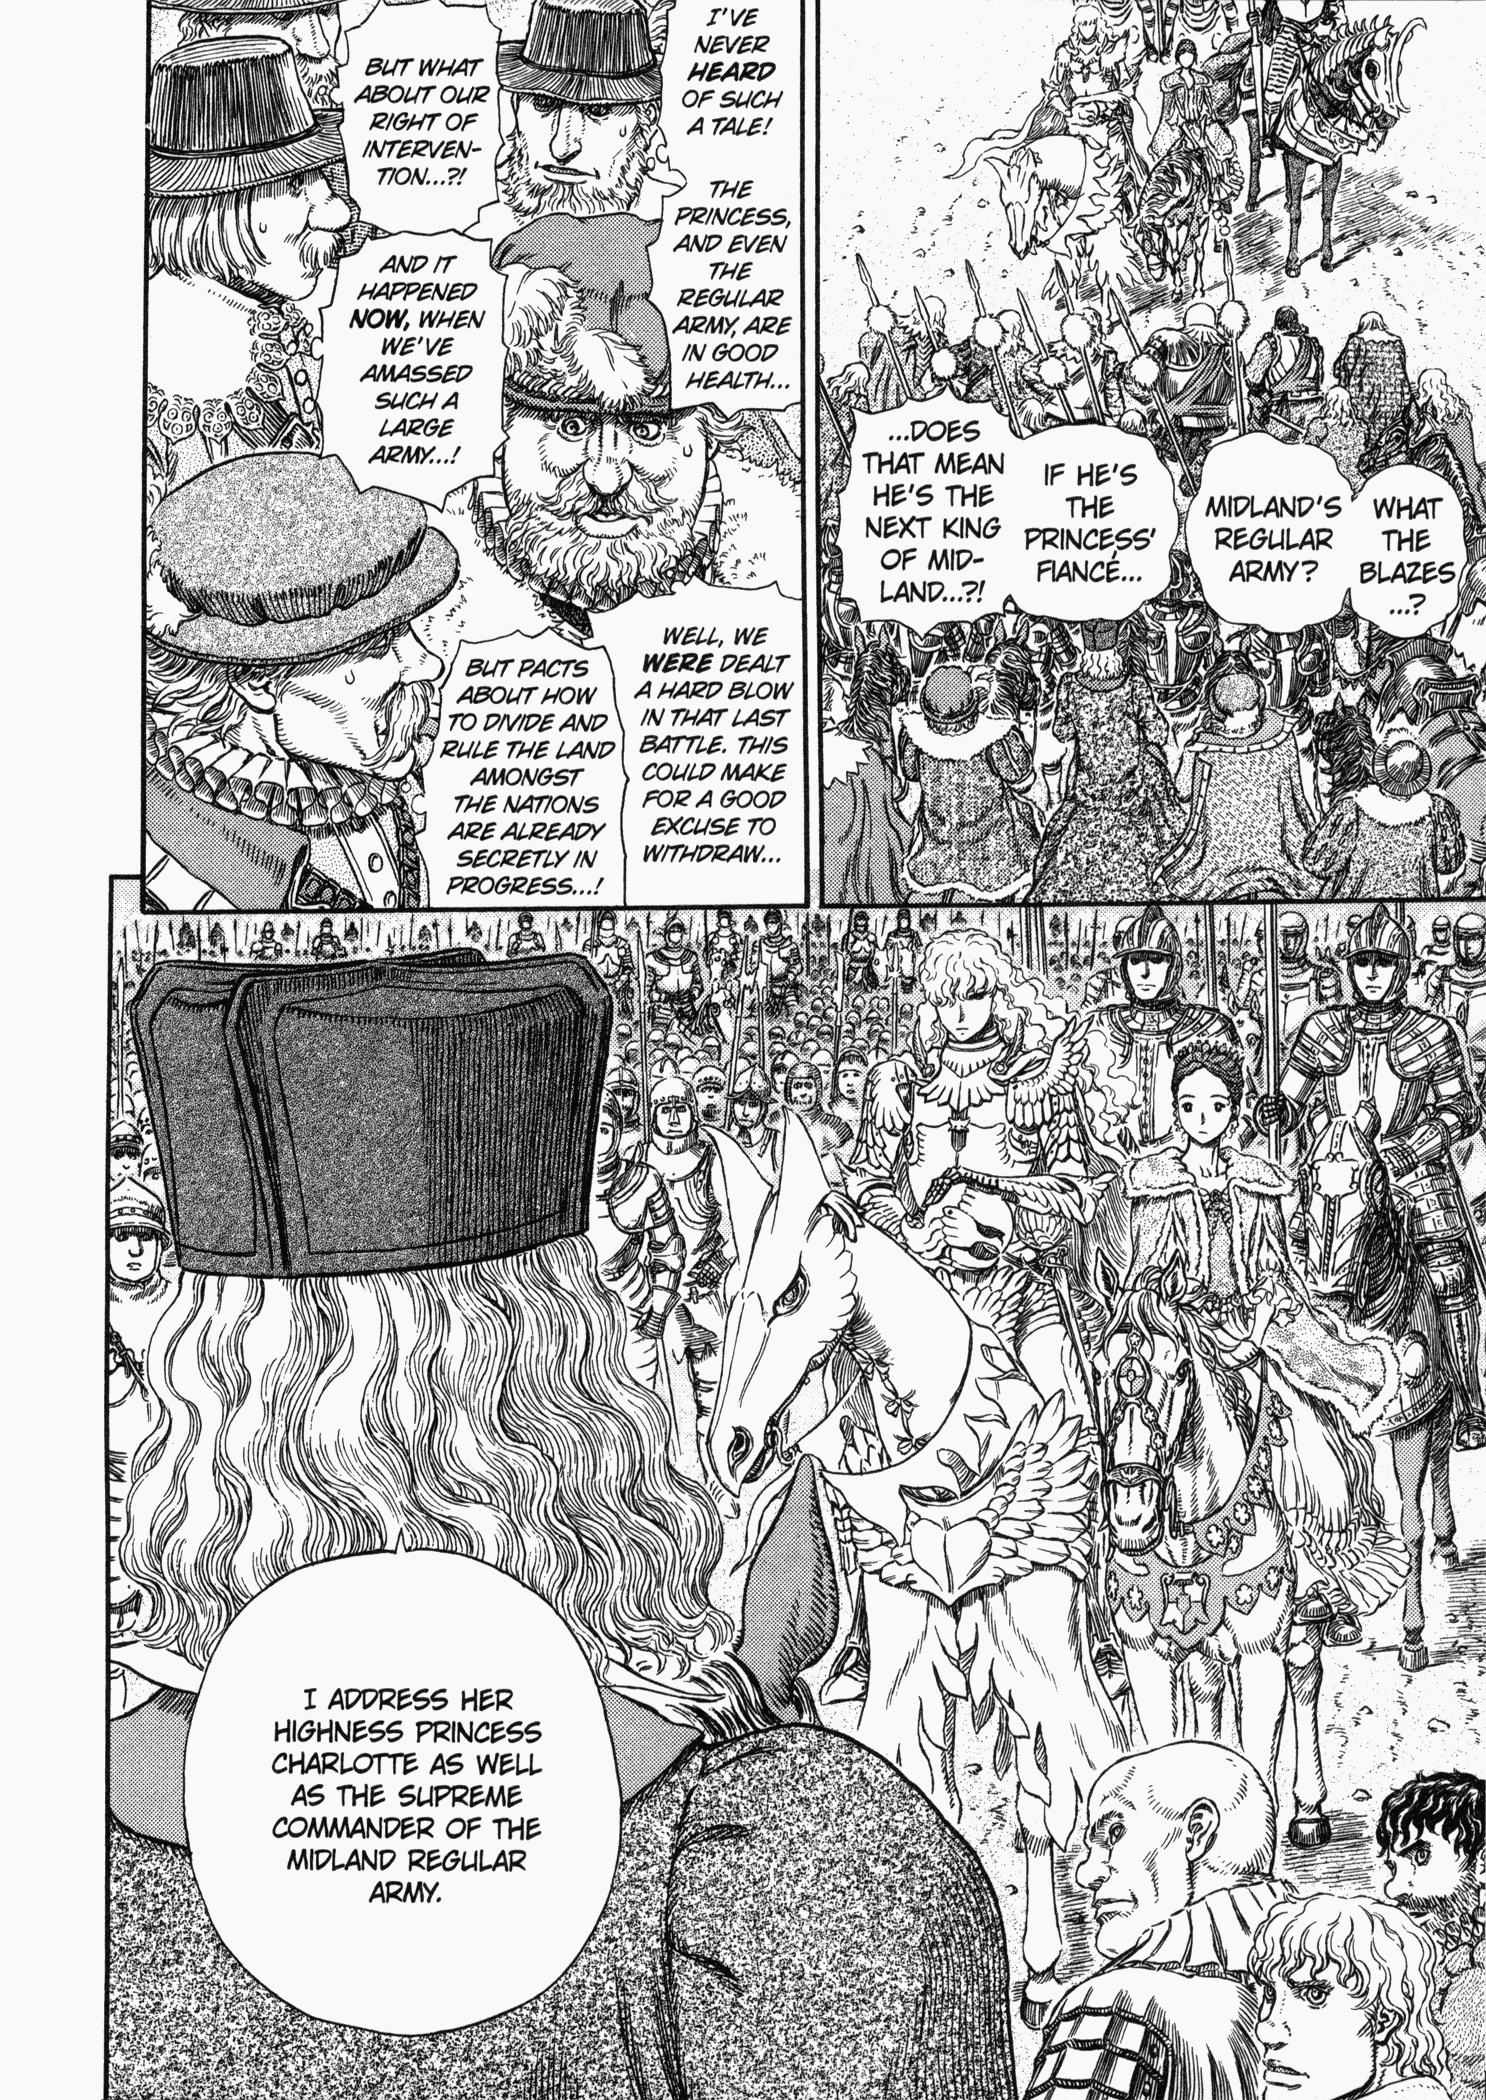 WHAT
THE
BLAZES
...?
MIDLAND'S
REGULAR
ARMY?
IF HE'S
THE
PRINCESS'
FIANCÉ...
...DOES
THAT MEAN
HE'S THE
NEXT KING
OF MID-
LAND...?!
I'VE
NEVER
HEARD
OF SUCH
A TALE!
THE
PRINCESS,
AND EVEN
THE
REGULAR
ARMY, ARE
IN GOOD
HEALTH...
BUT WHAT
ABOUT OUR
RIGHT OF
INTERVEN-
TION...?!
AND IT
HAPPENED
NOW, WHEN
WE'VE
AMASSED
SUCH A
LARGE
ARMY...!
WELL, WE
WERE DEALT
A HARD BLOW
IN THAT LAST
BATTLE. THIS
COULD MAKE
FOR A GOOD
EXCUSE TO
WITHDRAW...
BUT PACTS
ABOUT HOW
TO DIVIDE AND
RULE THE LAND
AMONGST
THE NATIONS
ARE ALREADY
SECRETLY IN
PROGRESS...!
I ADDRESS HER
HIGHNESS PRINCESS
CHARLOTTE AS WELL
AS THE SUPREME
COMMANDER OF THE
MIDLAND REGULAR
ARMY.